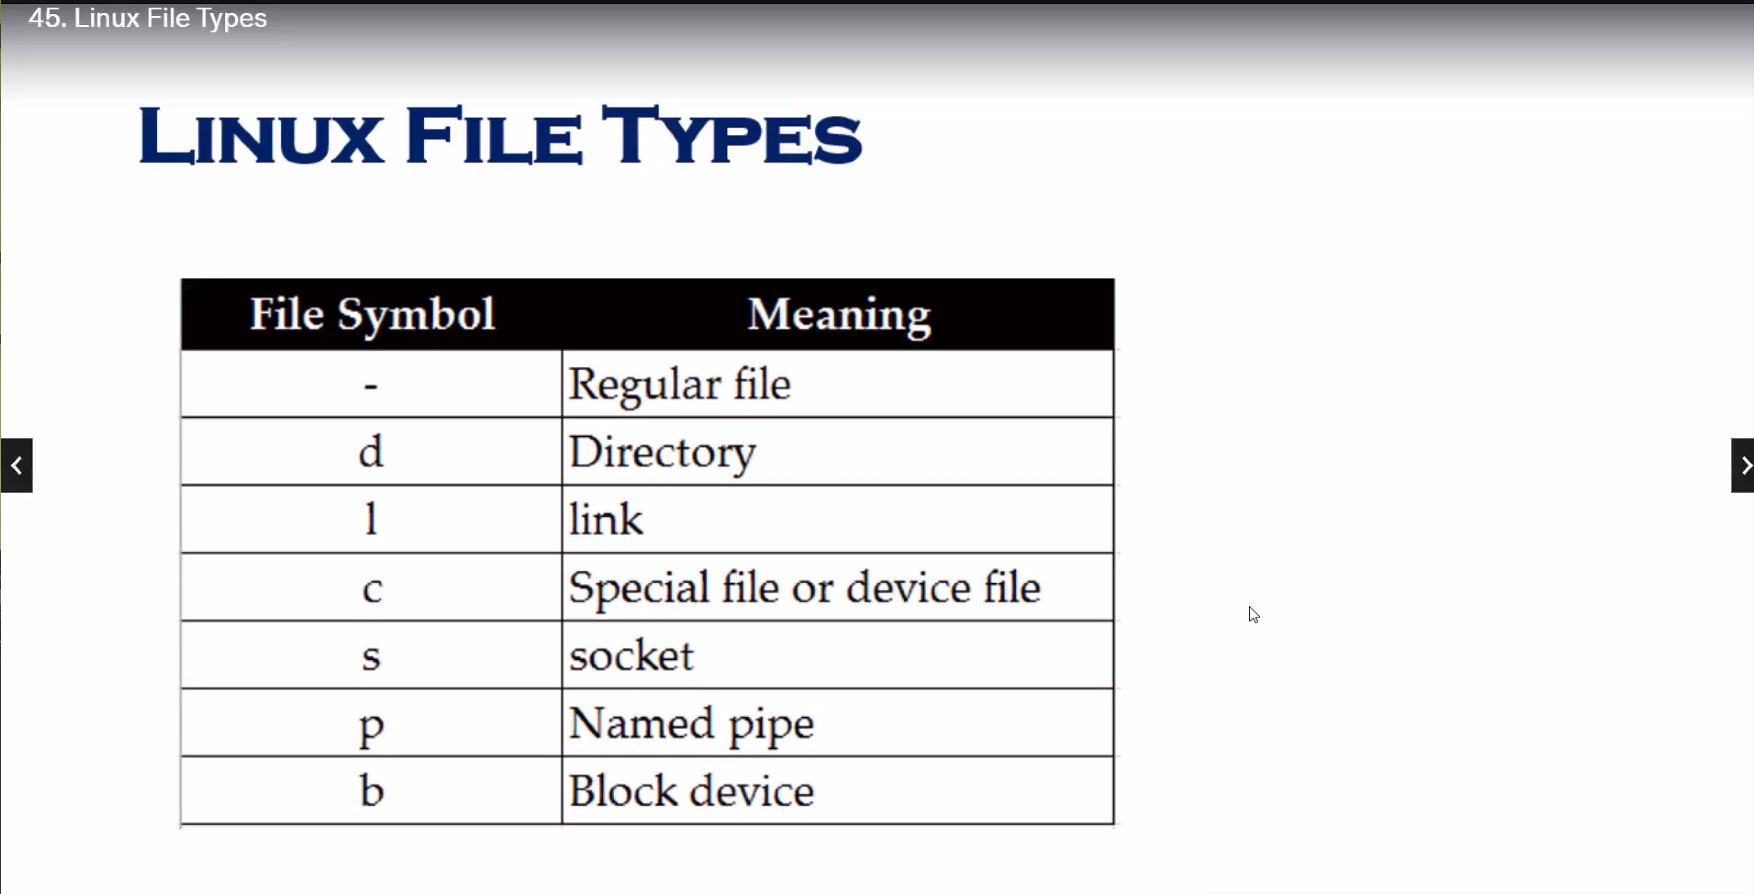 45. Linux File Types
LINUX FILE TYPES
File Symbol Meaning
- Regular file
d Directory
l link
c Special file or device file
s socket
p Named pipe
b Block device